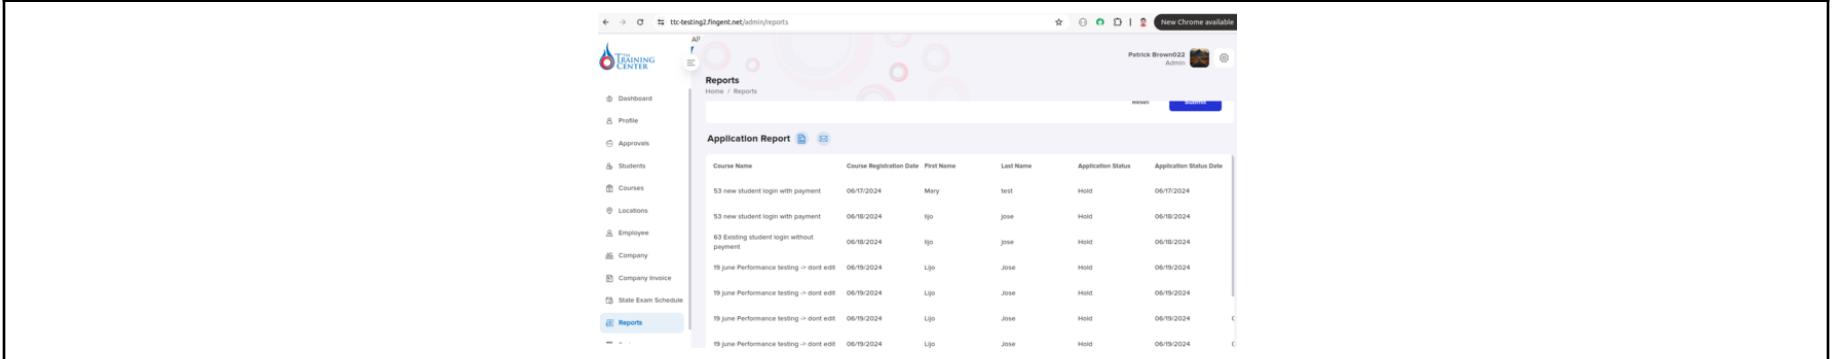 ttc-testing2.fingent.net/admin/reports
New Chrome available
THE
TRAINING
CENTER
AP
Patrick Brown022
Admin
Reports
Home / Reports
Reset
Submit
Dashboard
Profile
Approvals
Students
Courses
Locations
Employee
Company
Company Invoice
State Exam Schedule
Reports
Application Report
Course Name Course Registration Date First Name Last Name Application Status Application Status Date
53 new student login with payment 06/17/2024 Mary test Hold 06/17/2024
53 new student login with payment 06/18/2024 lijo jose Hold 06/18/2024
63 Existing student login without
payment 06/18/2024 lijo jose Hold 06/18/2024
19 june Performance testing -> dont edit 06/19/2024 Lijo Jose Hold 06/19/2024
19 june Performance testing -> dont edit 06/19/2024 Lijo Jose Hold 06/19/2024
19 june Performance testing -> dont edit 06/19/2024 Lijo Jose Hold 06/19/2024
19 june Performance testing -> dont edit 06/19/2024 Lijo Jose Hold 06/19/2024